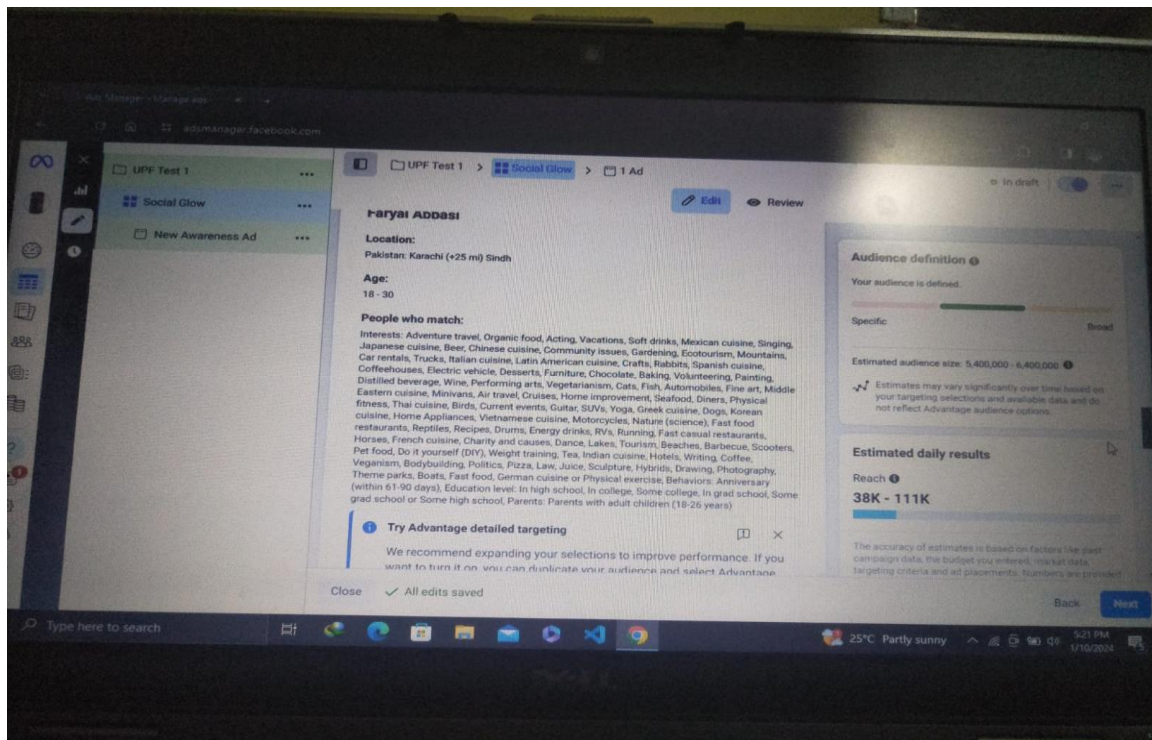 adsmanager.facebook.com
UPF Test 1
Social Glow
New Awareness Ad
UPF Test 1 > Social Glow > 1 Ad
In draft
Edit
Review
Faryal Abbasi
Location:
Pakistan: Karachi (+25 mi) Sindh
Age:
18 - 30
People who match:
Interests: Adventure travel, Organic food, Acting, Vacations, Soft drinks, Mexican cuisine, Singing,
Japanese cuisine, Beer, Chinese cuisine, Community issues, Gardening, Ecotourism, Mountains,
Car rentals, Trucks, Italian cuisine, Latin American cuisine, Crafts, Rabbits, Spanish cuisine,
Coffeehouses, Electric vehicle, Desserts, Furniture, Chocolate, Baking, Volunteering, Painting,
Distilled beverage, Wine, Performing arts, Vegetarianism, Cats, Fish, Automobiles, Fine art, Middle
Eastern cuisine, Minivans, Air travel, Cruises, Home improvement, Seafood, Diners, Physical
fitness, Thai cuisine, Birds, Current events, Guitar, SUVs, Yoga, Greek cuisine, Dogs, Korean
cuisine, Home Appliances, Vietnamese cuisine, Motorcycles, Nature (science), Fast food
restaurants, Reptiles, Recipes, Drums, Energy drinks, RVs, Running, Fast casual restaurants,
Horses, French cuisine, Charity and causes, Dance, Lakes, Tourism, Beaches, Barbecue, Scooters,
Pet food, Do it yourself (DIY), Weight training, Tea, Indian cuisine, Hotels, Writing, Coffee,
Veganism, Bodybuilding, Politics, Pizza, Law, Juice, Sculpture, Hybrids, Drawing, Photography,
Theme parks, Boats, Fast food, German cuisine or Physical exercise, Behaviors: Anniversary
(within 61-90 days), Education level: In high school, In college, Some college, In grad school, Some
grad school or Some high school, Parents: Parents with adult children (18-26 years)
Try Advantage detailed targeting
We recommend expanding your selections to improve performance. If you
want to turn it on, you can duplicate your audience and select Advantage
Close
All edits saved
Audience definition
Your audience is defined.
Specific
Broad
Estimated audience size: 5,400,000 - 6,400,000
Estimates may vary significantly over time based on
your targeting selections and available data and do
not reflect Advantage audience options.
Estimated daily results
Reach
38K - 111K
The accuracy of estimates is based on factors like past
campaign data, the budget you entered, market data,
targeting criteria and ad placements. Numbers are provided
Back
Next
Type here to search
25°C Partly sunny
5:21 PM
1/10/2024
DELL